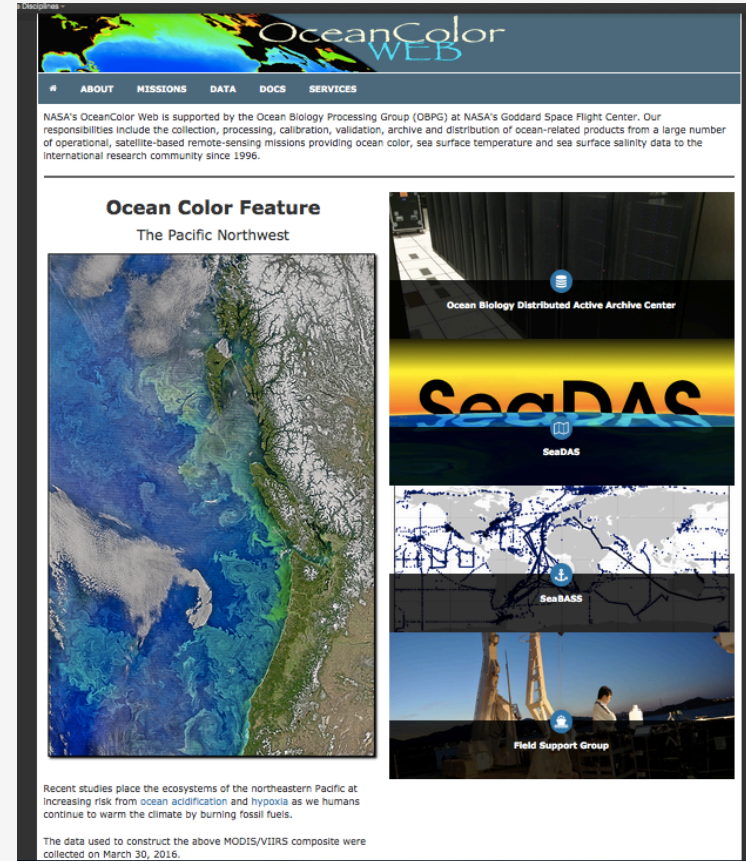 e Disciplines
OceanColor
WEB
ABOUT MISSIONS DATA DOCS SERVICES
NASA's OceanColor Web is supported by the Ocean Biology Processing Group (OBPG) at NASA's Goddard Space Flight Center. Our
responsibilities include the collection, processing, calibration, validation, archive and distribution of ocean-related products from a large number
of operational, satellite-based remote-sensing missions providing ocean color, sea surface temperature and sea surface salinity data to the
international research community since 1996.
Ocean Color Feature
The Pacific Northwest
Recent studies place the ecosystems of the northeastern Pacific at
increasing risk from ocean acidification and hypoxia as we humans
continue to warm the climate by burning fossil fuels.
The data used to construct the above MODIS/VIIRS composite were
collected on March 30, 2016.
Ocean Biology Distributed Active Archive Center
SeaDAS
SeaDAS
SeaBASS
Field Support Group